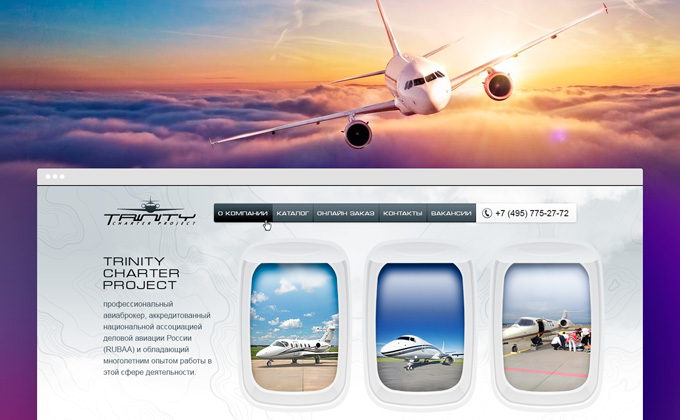 TRINITY
CHARTER PROJECT
О КОМПАНИИ КАТАЛОГ ОНЛАЙН ЗАКАЗ КОНТАКТЫ ВАКАНСИИ +7 (495) 775-27-72
TRINITY
CHARTER
PROJECT
профессиональный
авиаброкер, аккредитованный
национальной ассоциацией
деловой авиации России
(RUBAA) и обладающий
многолетним опытом работы в
этой сфере деятельности.